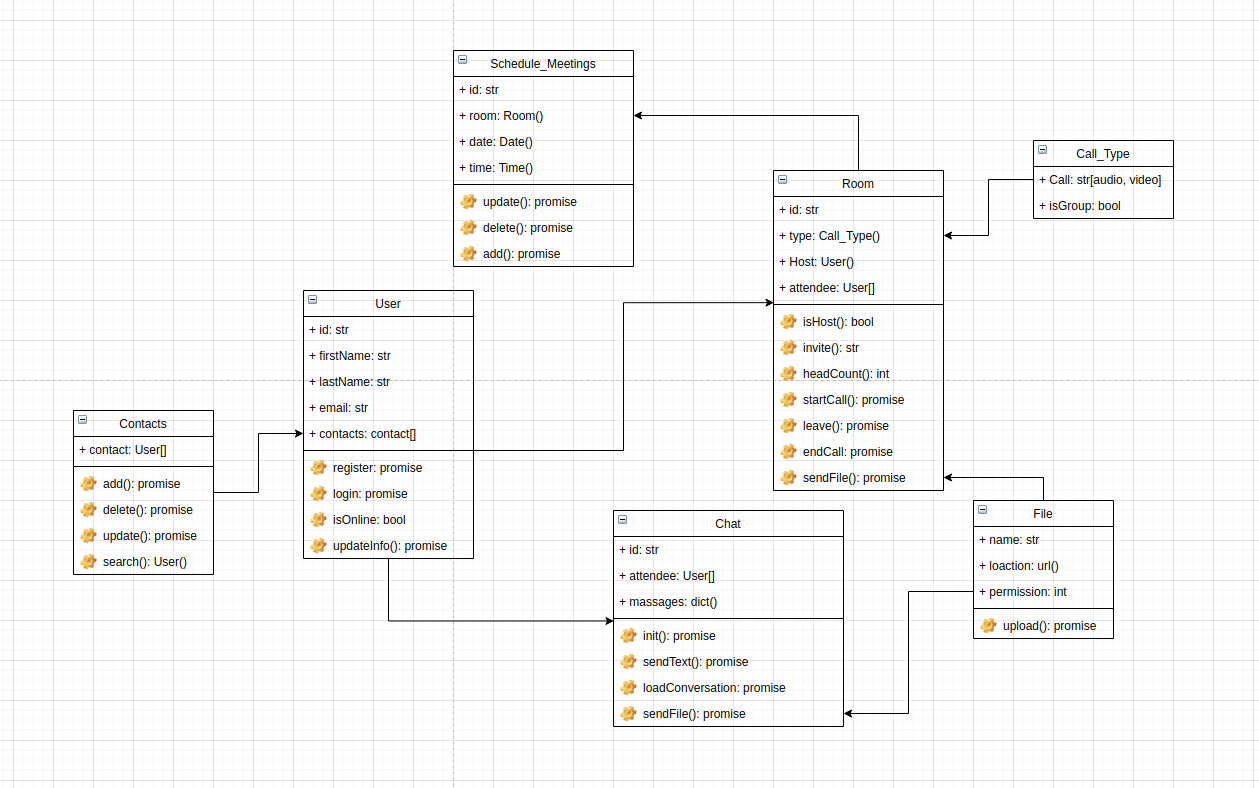 Schedule_Meetings
+ id: str
+ room: Room()
+ date: Date()
+ time: Time()
update(): promise
delete(): promise
add(): promise
Call_Type
+ Call: str[audio, video]
+ isGroup: bool
Room
+ id: str
+ type: Call_Type()
+ Host: User()
+ attendee: User[]
isHost(): bool
invite(): str
headCount(): int
startCall(): promise
leave(): promise
endCall: promise
sendFile(): promise
User
+ id: str
+ firstName: str
+ lastName: str
+ email: str
+ contacts: contact[]
register: promise
login: promise
isOnline: bool
updateInfo(): promise
Contacts
+ contact: User[]
add(): promise
delete(): promise
update(): promise
search(): User()
Chat
+ id: str
+ attendee: User[]
+ massages: dict()
init(): promise
sendText(): promise
loadConversation: promise
sendFile(): promise
File
+ name: str
+ loaction: url()
+ permission: int
upload(): promise